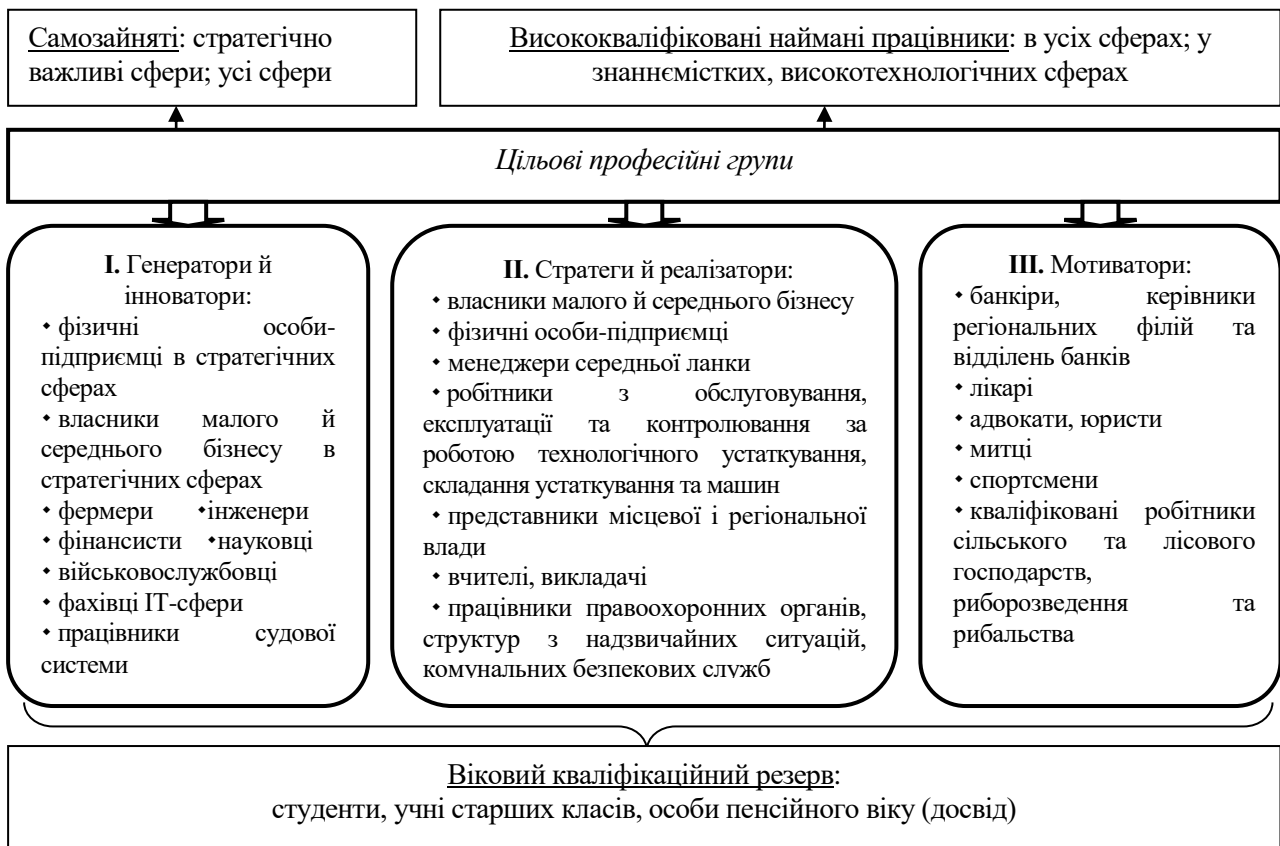 Самозайняті: стратегічно
важливі сфери; усі сфери
Висококваліфіковані наймані працівники: в усіх сферах; у
знаннємістких, високотехнологічних сферах
Цільові професійні групи
I. Генератори й
інноватори:
• фізичні особи-
підприємці в стратегічних
сферах
• власники малого й
середнього бізнесу в
стратегічних сферах
• фермери •інженери
• фінансисти •науковці
• військовослужбовці
• фахівці ІТ-сфери
• працівники судової
системи
II. Стратеги й реалізатори:
• власники малого й середнього бізнесу
• фізичні особи-підприємці
• менеджери середньої ланки
• робітники з обслуговування,
експлуатації та контролювання за
роботою технологічного устаткування,
складання устаткування та машин
• представники місцевої і регіональної
влади
• вчителі, викладачі
• працівники правоохоронних органів,
структур з надзвичайних ситуацій,
комунальних безпекових служб
III. Мотиватори:
• банкіри, керівники
регіональних філій та
відділень банків
• лікарі
• адвокати, юристи
• митці
• спортсмени
• кваліфіковані робітники
сільського та лісового
господарств,
риборозведення та
рибальства
Віковий кваліфікаційний резерв:
студенти, учні старших класів, особи пенсійного віку (досвід)